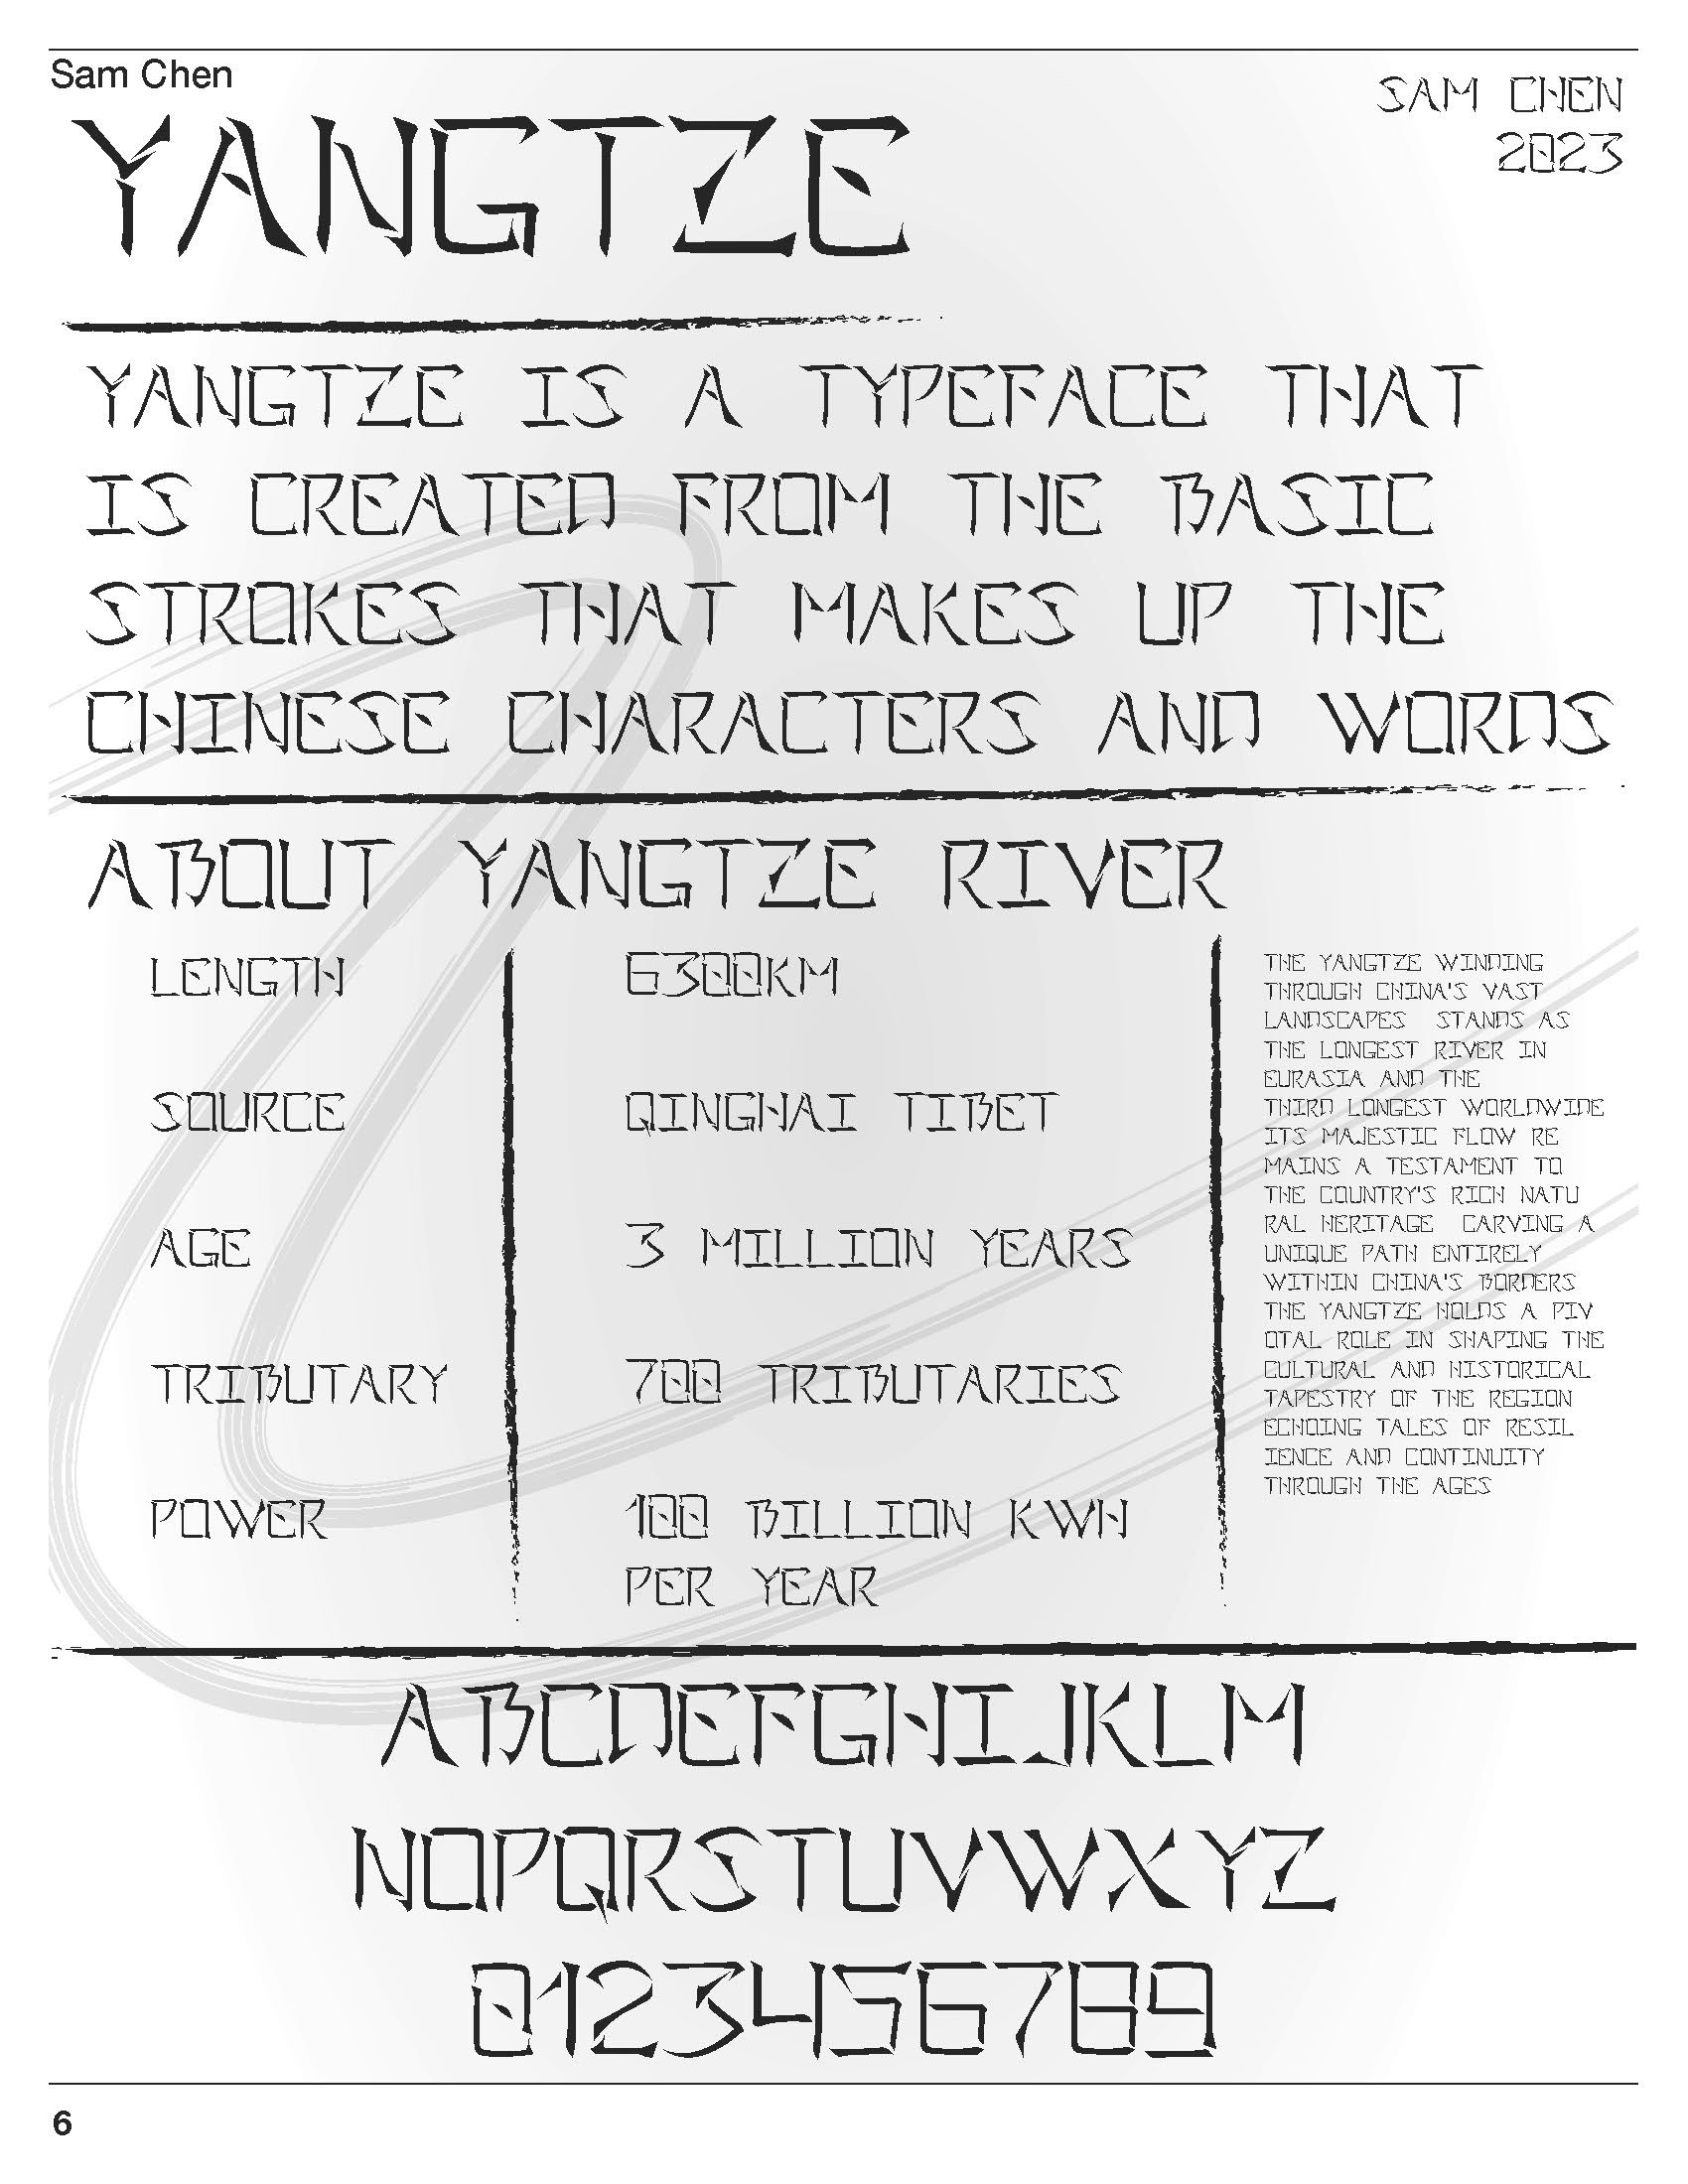 Sam Chen
SAM CHEN
2023
YANGTZE
YANGTZE IS A TYPEFACE THAT
IS CREATED FROM THE BASIC
STROKES THAT MAKES UP THE
CHINESE CHARACTERS AND WORDS
ABOUT YANGTZE RIVER
LENGTH 6300KM
SOURCE QINGHAI TIBET
AGE 3 MILLION YEARS
TRIBUTARY 700 TRIBUTARIES
POWER 100 BILLION KWH
PER YEAR
THE YANGTZE WINDING
THROUGH CHINA'S VAST
LANDSCAPES STANDS AS
THE LONGEST RIVER IN
EURASIA AND THE
THIRD LONGEST WORLDWIDE
ITS MAJESTIC FLOW RE
MAINS A TESTAMENT TO
THE COUNTRY'S RICH NATU
RAL HERITAGE CARVING A
UNIQUE PATH ENTIRELY
WITHIN CHINA'S BORDERS
THE YANGTZE HOLDS A PIV
OTAL ROLE IN SHAPING THE
CULTURAL AND HISTORICAL
TAPESTRY OF THE REGION
ECHOING TALES OF RESIL
IENCE AND CONTINUITY
THROUGH THE AGES
ABCDEFGHIJKLM
NOPQRSTUVWXYZ
0123456789
6